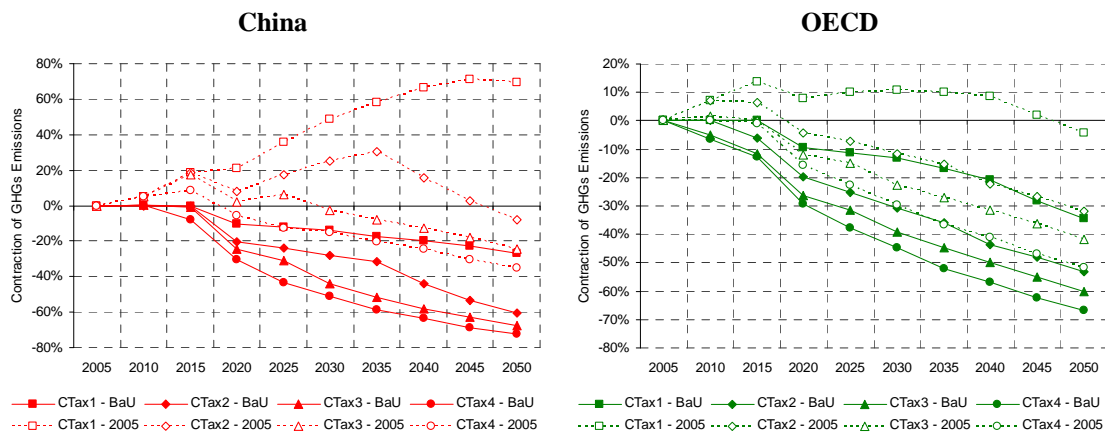 China
OECD
Contraction of GHGs Emissions
80%
60%
40%
20%
0%
-20%
-40%
-60%
-80%
2005 2010 2015 2020 2025 2030 2035 2040 2045 2050
CTax1 - BaU CTax2 - BaU CTax3 - BaU CTax4 - BaU
CTax1 - 2005 CTax2 - 2005 CTax3 - 2005 CTax4 - 2005
Contraction of GHGs Emissions
20%
10%
0%
-10%
-20%
-30%
-40%
-50%
-60%
-70%
-80%
2005 2010 2015 2020 2025 2030 2035 2040 2045 2050
CTax1 - BaU CTax2 - BaU CTax3 - BaU CTax4 - BaU
CTax1 - 2005 CTax2 - 2005 CTax3 - 2005 CTax4 - 2005